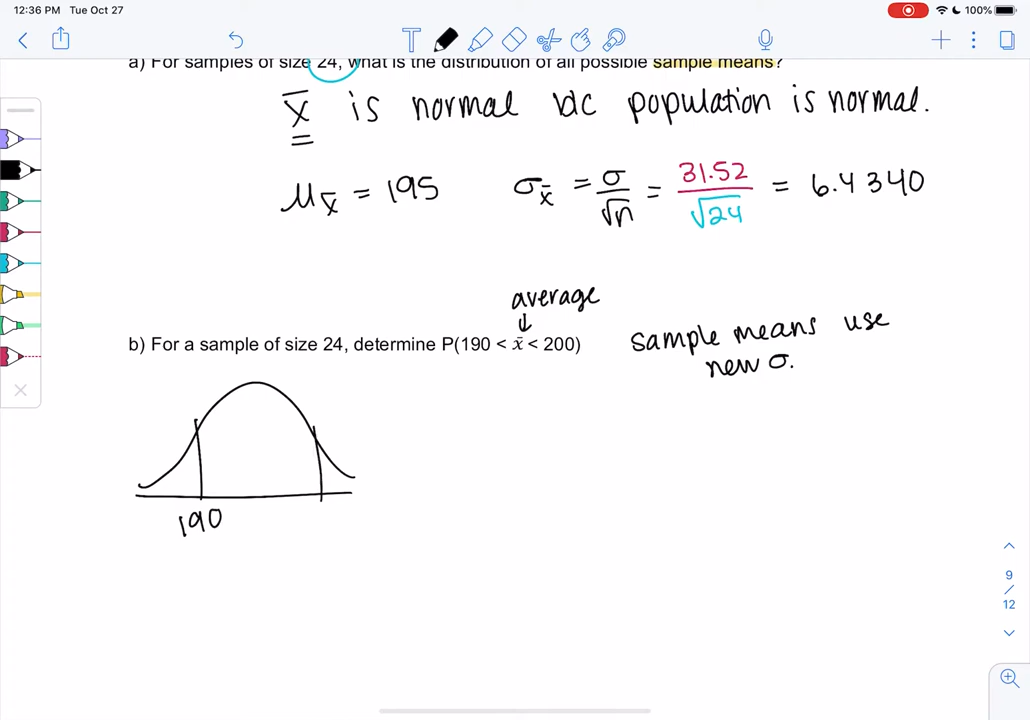 12:36 PM Tue Oct 27 100%
a) For samples of size 24, what is the distribution of all possible sample means?
x̄ is normal b/c population is normal.
μx̄ = 195 σx̄ = σ/√n = 31.52/√24 = 6.4340
average
↓
b) For a sample of size 24, determine P(190 < x̄ < 200)
sample means use
new σ.
190
9
/
12